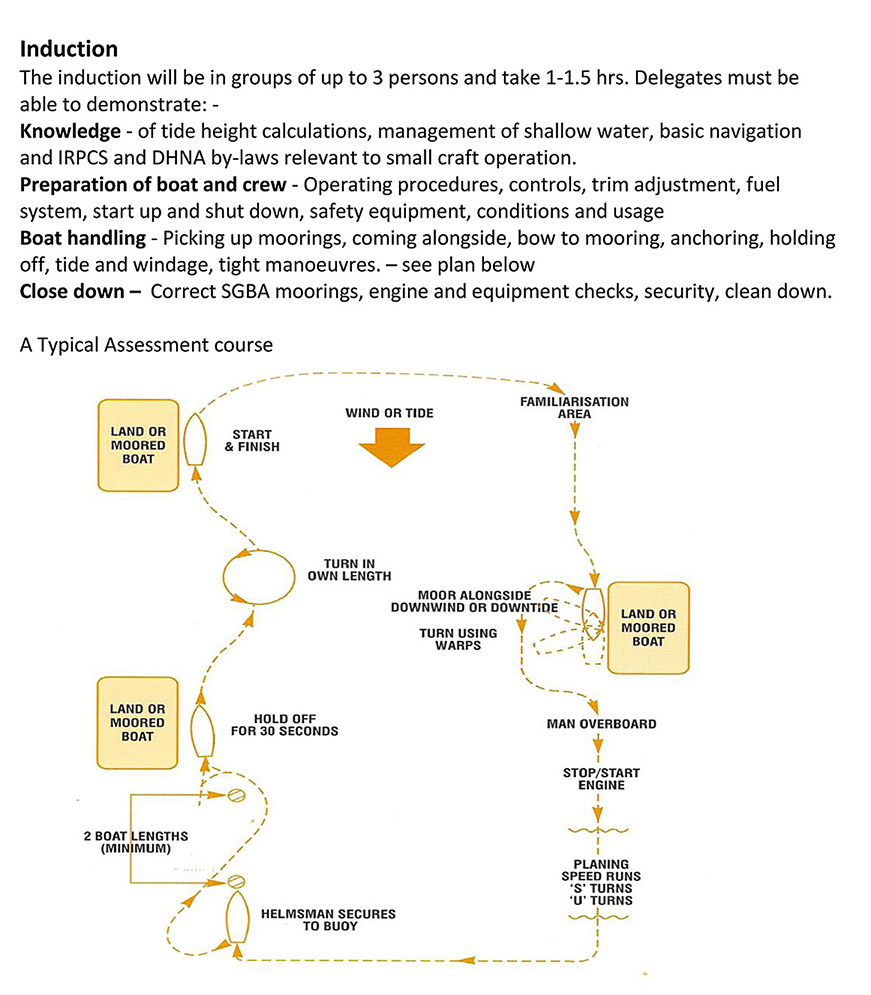 Induction
The induction will be in groups of up to 3 persons and take 1-1.5 hrs. Delegates must be
able to demonstrate: -
Knowledge - of tide height calculations, management of shallow water, basic navigation
and IRPCS and DHNA by-laws relevant to small craft operation.
Preparation of boat and crew - Operating procedures, controls, trim adjustment, fuel
system, start up and shut down, safety equipment, conditions and usage
Boat handling - Picking up moorings, coming alongside, bow to mooring, anchoring, holding
off, tide and windage, tight manoeuvres. – see plan below
Close down – Correct SGBA moorings, engine and equipment checks, security, clean down.
A Typical Assessment course
LAND OR
MOORED
BOAT
START
& FINISH
WIND OR TIDE
FAMILIARISATION
AREA
TURN IN
OWN LENGTH
MOOR ALONGSIDE
DOWNWIND OR DOWNTIDE
TURN USING
WARPS
LAND OR
MOORED
BOAT
LAND OR
MOORED
BOAT
HOLD OFF
FOR 30 SECONDS
MAN OVERBOARD
STOP/START
ENGINE
2 BOAT LENGTHS
(MINIMUM)
PLANING
SPEED RUNS
'S' TURNS
'U' TURNS
HELMSMAN SECURES
TO BUOY